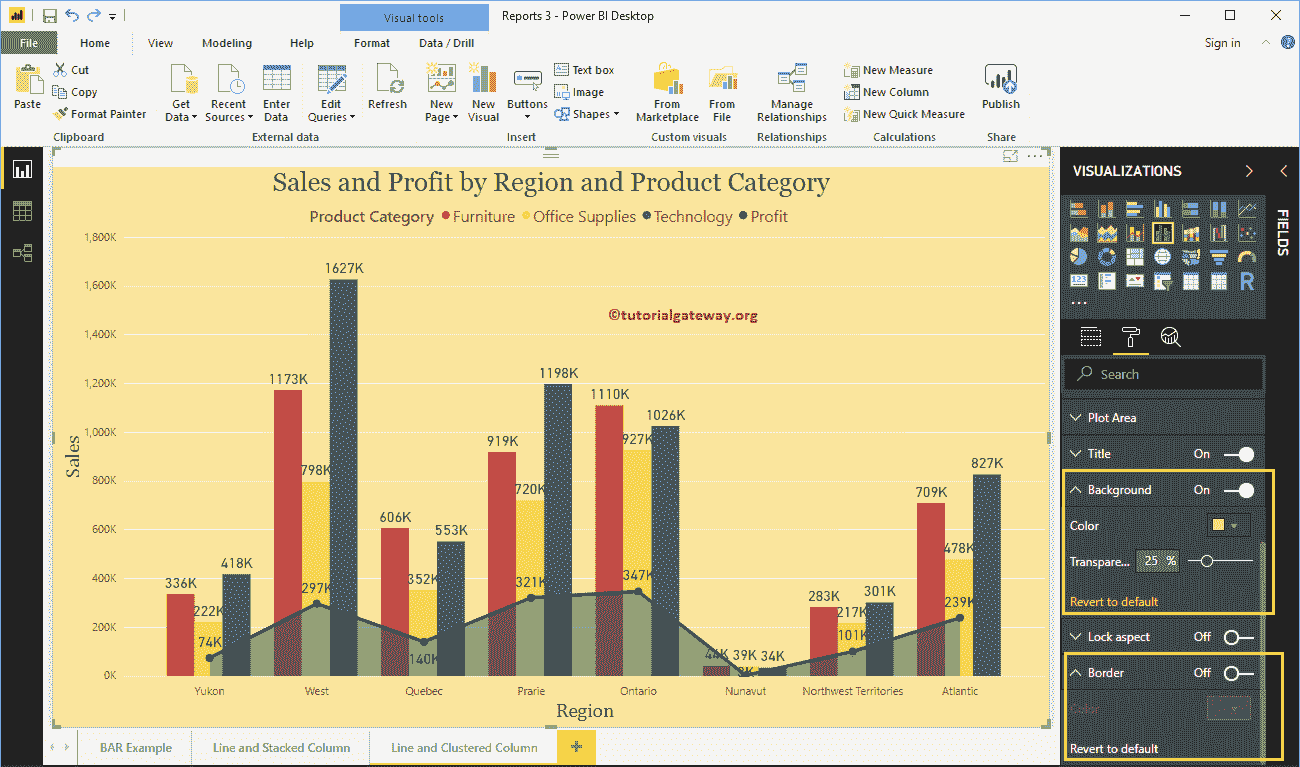 Visual tools
Reports 3 - Power BI Desktop
File
Home
View
Modeling
Help
Format
Data / Drill
Sign in
Paste
Cut
Copy
Format Painter
Clipboard
Get Data
Recent Sources
Enter Data
Edit Queries
External data
Refresh
New Page
New Visual
Buttons
Text box
Image
Shapes
Insert
From Marketplace
From File
Custom visuals
Manage Relationships
Relationships
New Measure
New Column
New Quick Measure
Calculations
Publish
Share
Sales and Profit by Region and Product Category
Product Category Furniture Office Supplies Technology Profit
©tutorialgateway.org
Sales
1,800K
1,600K
1,400K
1,200K
1,000K
800K
600K
400K
200K
0K
336K
222K
74K
418K
1173K
798K
297K
1627K
606K
352K
140K
553K
919K
720K
321K
1198K
1110K
927K
347K
1026K
44K
39K
34K
283K
217K
101K
301K
709K
478K
239K
827K
Yukon
West
Quebec
Prarie
Ontario
Nunavut
Northwest Territories
Atlantic
Region
BAR Example
Line and Stacked Column
Line and Clustered Column
VISUALIZATIONS
FIELDS
123
R
Search
Plot Area
Title On
Background On
Color
Transpare... 25 %
Revert to default
Lock aspect Off
Border Off
Color
Revert to default